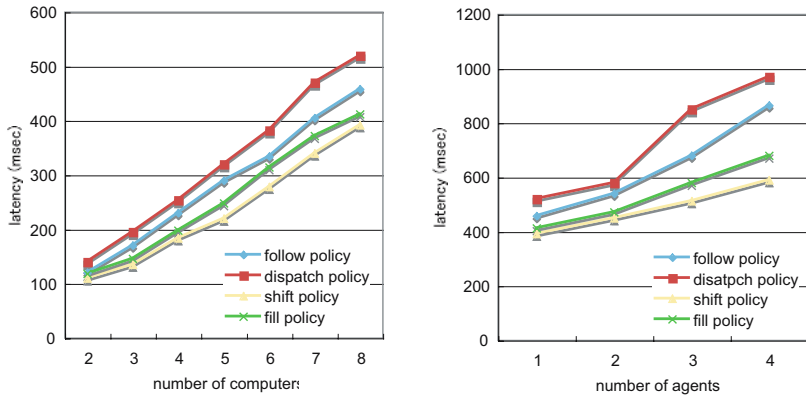 600
500
400
300
200
100
0
latency (msec)
follow policy
dispatch policy
shift policy
fill policy
2 3 4 5 6 7 8
number of computers
1200
1000
800
600
400
200
0
latency (msec)
follow policy
disatpch policy
shift policy
fill policy
1 2 3 4
number of agents